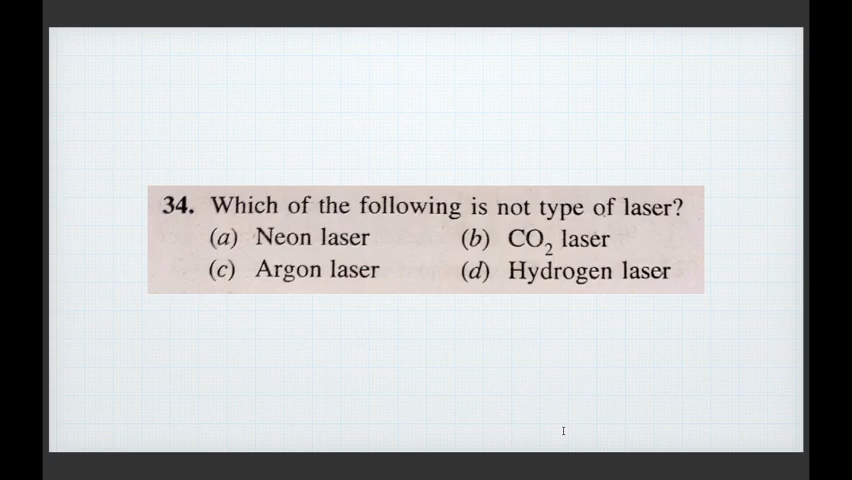 34. Which of the following is not type of laser?
(a) Neon laser (b) CO₂ laser
(c) Argon laser (d) Hydrogen laser